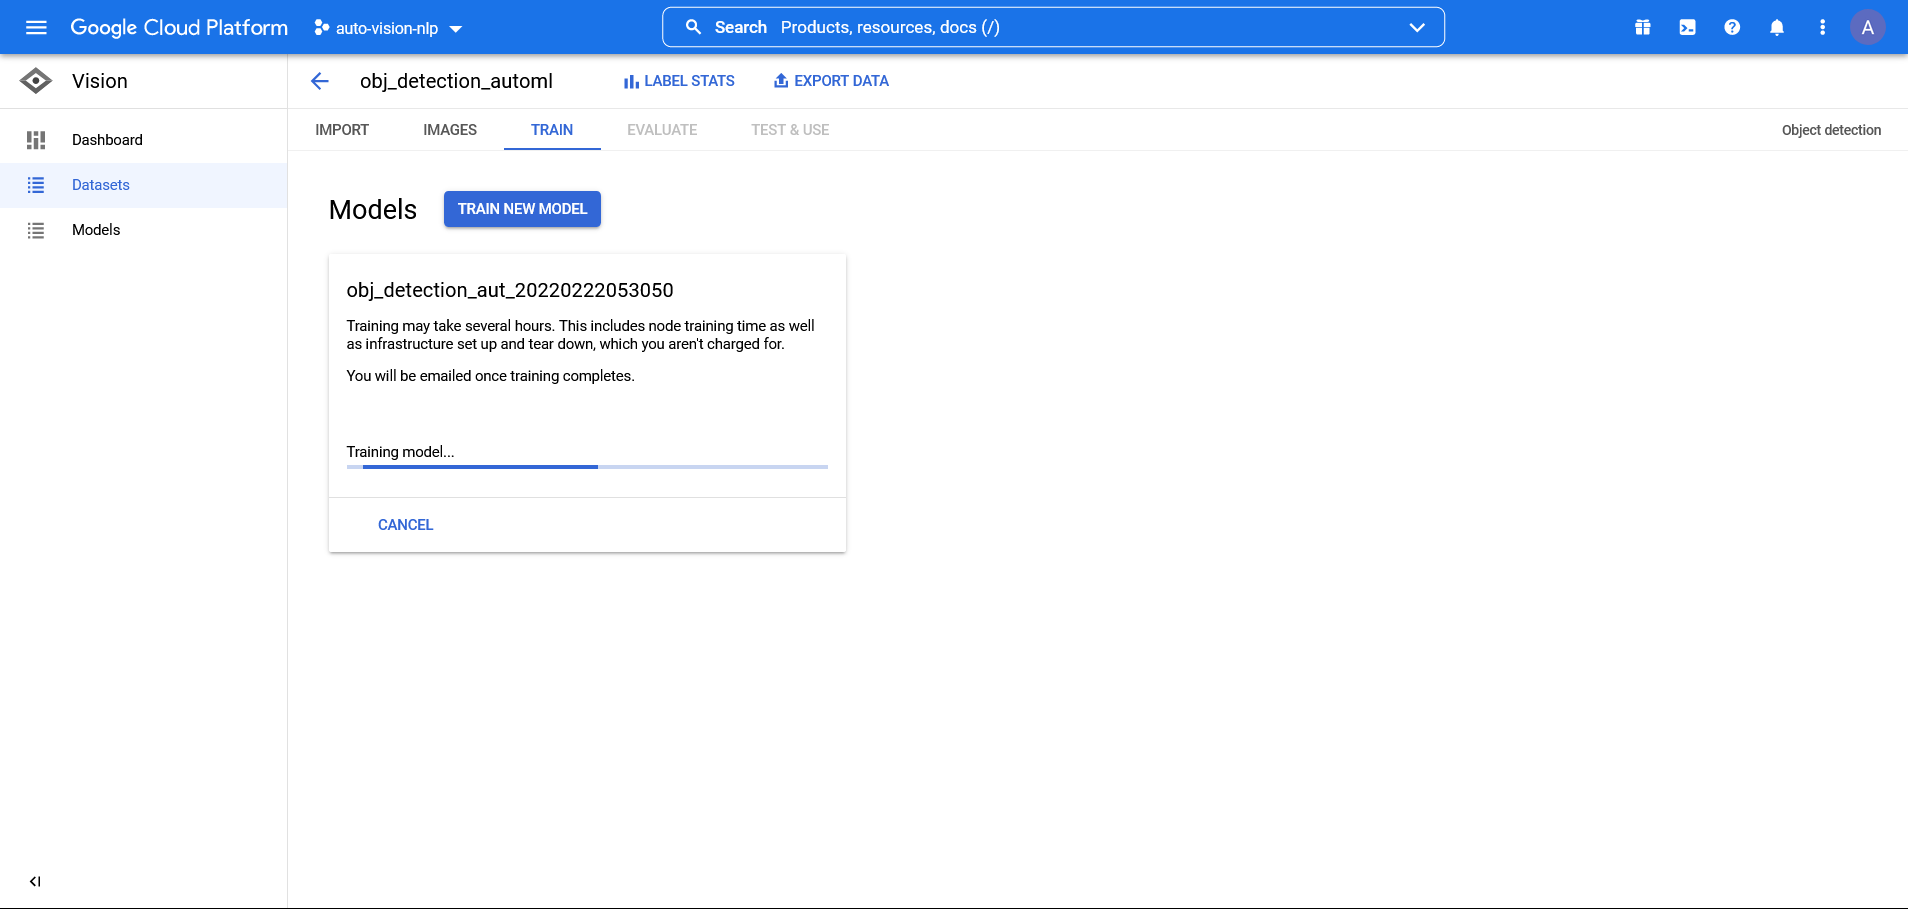 Google Cloud Platform
auto-vision-nlp
Search Products, resources, docs (/)
A
Vision
obj_detection_automl
LABEL STATS
EXPORT DATA
Dashboard
Datasets
Models
IMPORT
IMAGES
TRAIN
EVALUATE
TEST & USE
Object detection
Models
TRAIN NEW MODEL
obj_detection_aut_20220222053050
Training may take several hours. This includes node training time as well
as infrastructure set up and tear down, which you aren't charged for.
You will be emailed once training completes.
Training model...
CANCEL